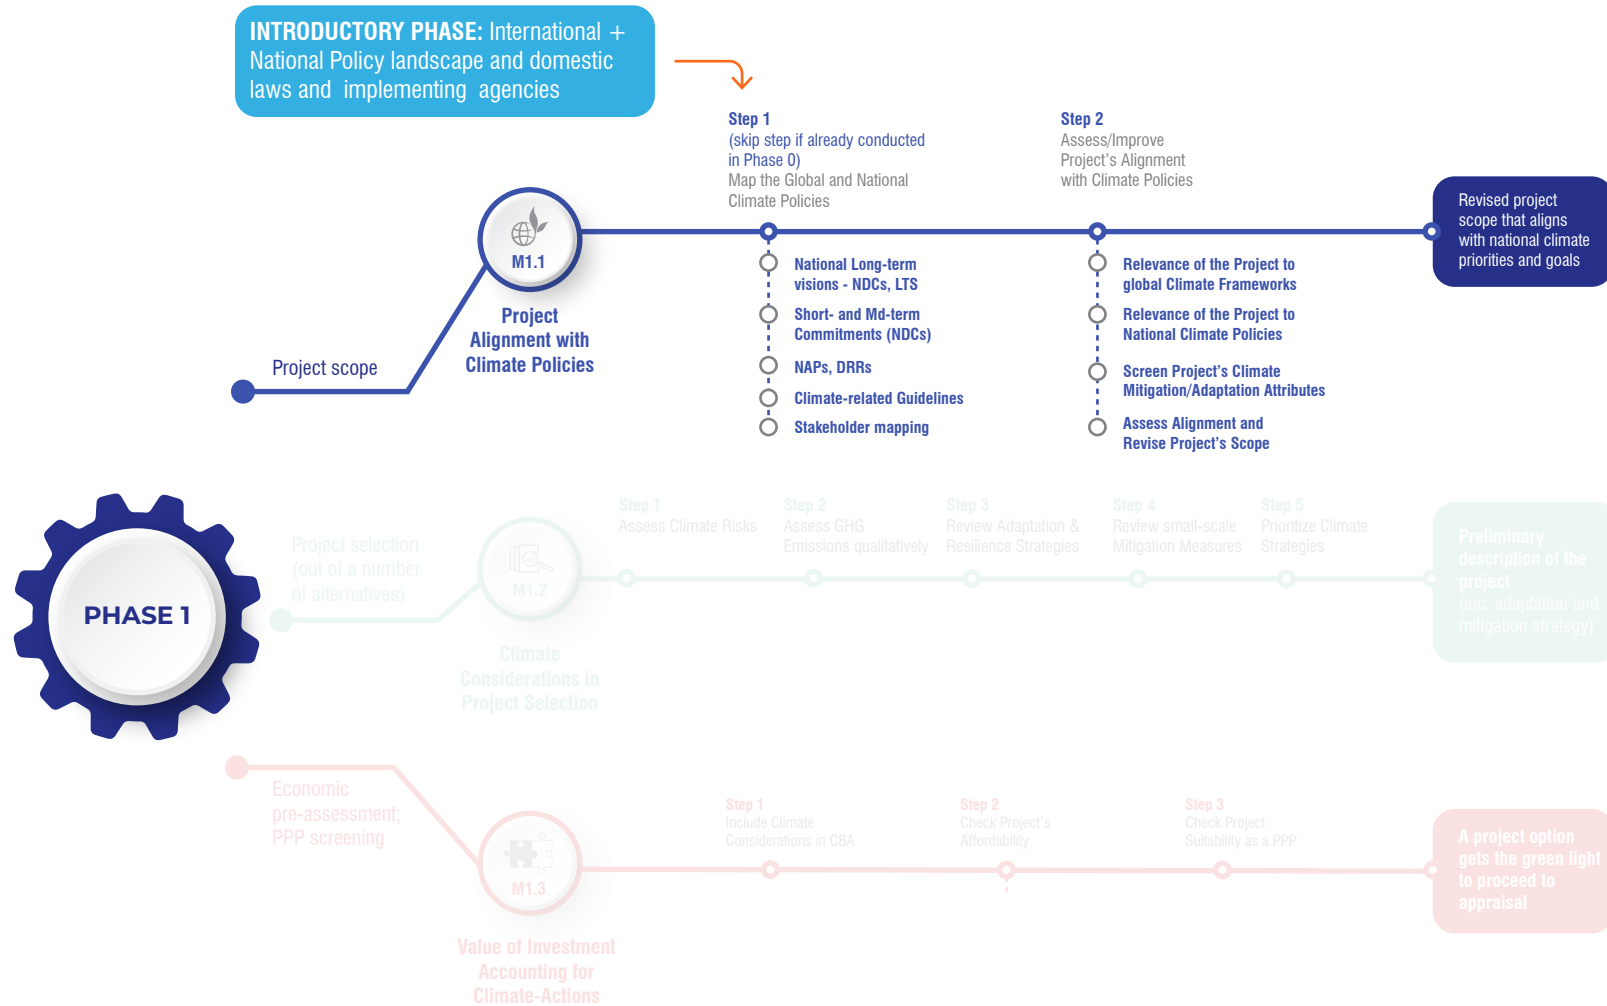 INTRODUCTORY PHASE: International +
National Policy landscape and domestic
laws and implementing agencies
Step 1
(skip step if already conducted
in Phase 0)
Map the Global and National
Climate Policies
Step 2
Assess/Improve
Project's Alignment
with Climate Policies
Revised project
scope that aligns
with national climate
priorities and goals
M1.1
Project
Alignment with
Climate Policies
Project scope
National Long-term
visions - NDCs, LTS
Short- and Md-term
Commitments (NDCs)
NAPs, DRRs
Climate-related Guidelines
Stakeholder mapping
Relevance of the Project to
global Climate Frameworks
Relevance of the Project to
National Climate Policies
Screen Project's Climate
Mitigation/Adaptation Attributes
Assess Alignment and
Revise Project's Scope
PHASE 1
Project selection
(out of a number
of alternatives)
M1.2
Climate
Considerations in
Project Selection
Step 1
Assess Climate Risks
Step 2
Assess GHG
Emissions qualitatively
Step 3
Review Adaptation &
Resilience Strategies
Step 4
Review small-scale
Mitigation Measures
Step 5
Prioritize Climate
Strategies
Preliminary
description of the
project
(inc. adaptation and
mitigation strategy)
Economic
pre-assessment;
PPP screening
M1.3
Value of Investment
Accounting for
Climate-Actions
Step 1
Include Climate
Considerations in CBA
Step 2
Check Project's
Affordability
Step 3
Check Project
Suitability as a PPP
A project option
gets the green light
to proceed to
appraisal